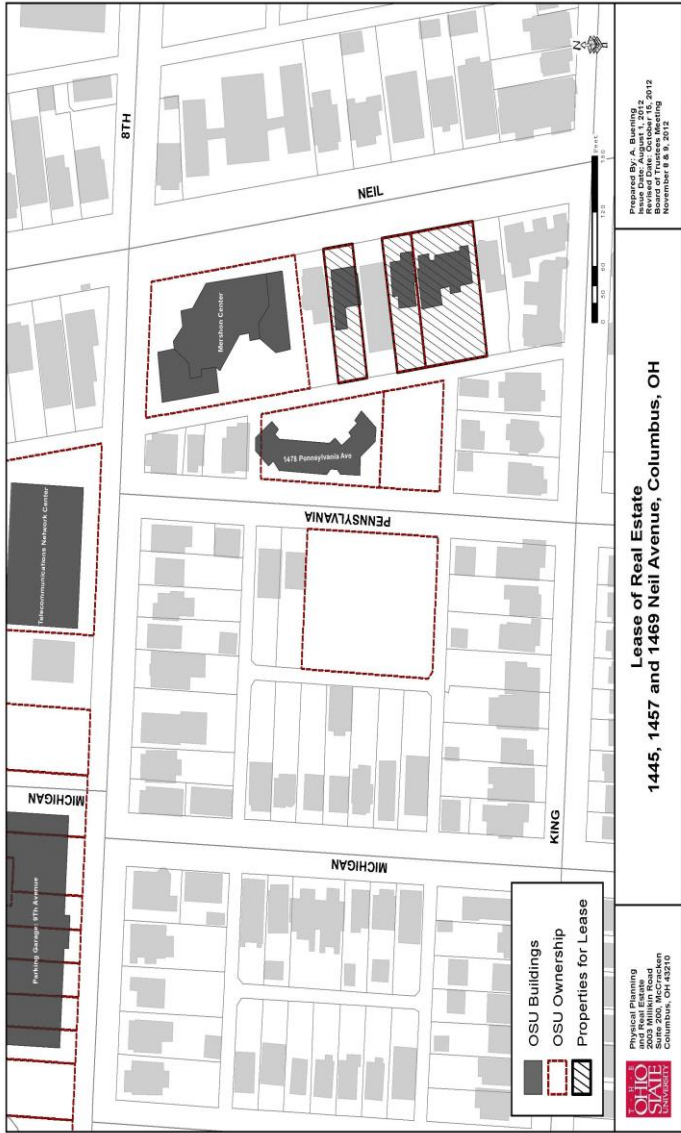 8TH
NEIL
Mershon Center
1478 Pennsylvania Ave
Telecommunications Network Center
PENNSYLVANIA
MICHIGAN
Parking Garage: 9Th Avenue
MICHIGAN
KING
OSU Buildings
OSU Ownership
Properties for Lease
N
0 30 60 120 180
Feet
T · H · E
OHIO
STATE
UNIVERSITY
Physical Planning
and Real Estate
2003 Millikin Road
Suite 200, McCracken
Columbus, OH 43210
Lease of Real Estate
1445, 1457 and 1469 Neil Avenue, Columbus, OH
Prepared By: A. Buening
Issue Date: August 1, 2012
Revised Date: October 15, 2012
Board of Trustees Meeting
November 8 & 9, 2012